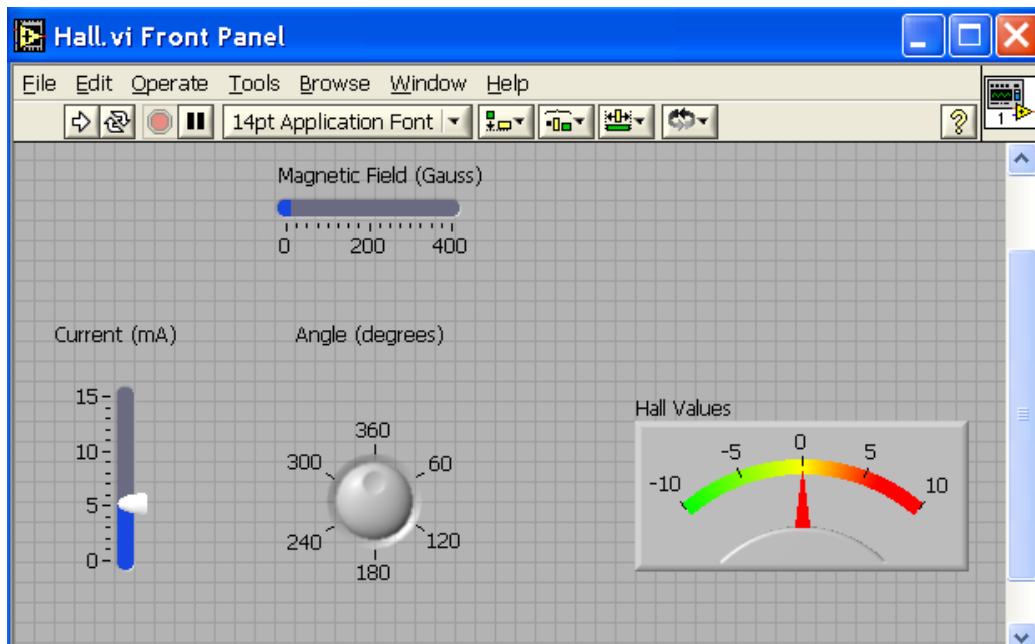 Hall.vi Front Panel
File Edit Operate Tools Browse Window Help
14pt Application Font
?
1
Magnetic Field (Gauss)
0 200 400
Current (mA)
15
10
5
0
Angle (degrees)
360
300 60
240 120
180
Hall Values
-10 -5 0 5 10